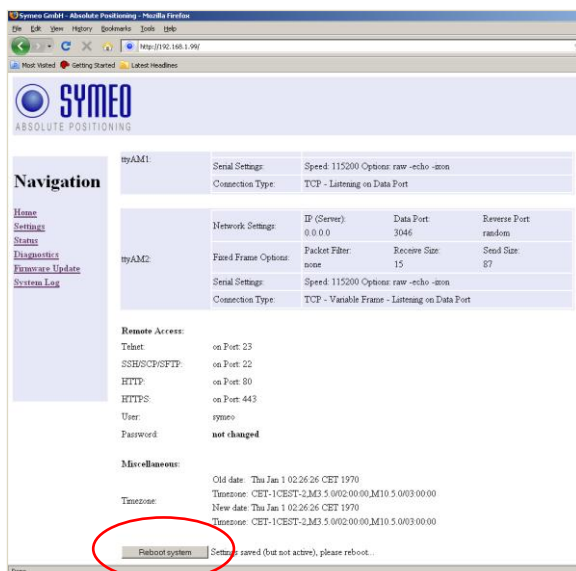 Symeo GmbH - Absolute Positioning - Mozilla Firefox
File Edit View History Bookmarks Tools Help
http://192.168.1.99/
Most Visited Getting Started Latest Headlines
SYMEO
ABSOLUTE POSITIONING
Navigation
Home
Settings
Status
Diagnostics
Firmware Update
System Log
ttyAM1:
Serial Settings: Speed: 115200 Options: raw -echo -ixon
Connection Type: TCP - Listening on Data Port
ttyAM2:
Network Settings: IP (Server): Data Port: Reverse Port:
0.0.0.0 3046 random
Fixed Frame Options: Packet Filter: Receive Size: Send Size:
none 15 87
Serial Settings: Speed: 115200 Options: raw -echo -ixon
Connection Type: TCP - Variable Frame - Listening on Data Port
Remote Access:
Telnet: on Port: 23
SSH/SCP/SFTP: on Port: 22
HTTP: on Port: 80
HTTPS: on Port: 443
User: symeo
Password: not changed
Miscellaneous:
Timezone:
Old date: Thu Jan 1 02:26:26 CET 1970
Timezone: CET-1CEST-2,M3.5.0/02:00:00,M10.5.0/03:00:00
New date: Thu Jan 1 02:26:26 CET 1970
Timezone: CET-1CEST-2,M3.5.0/02:00:00,M10.5.0/03:00:00
Reboot system Settings saved (but not active), please reboot...